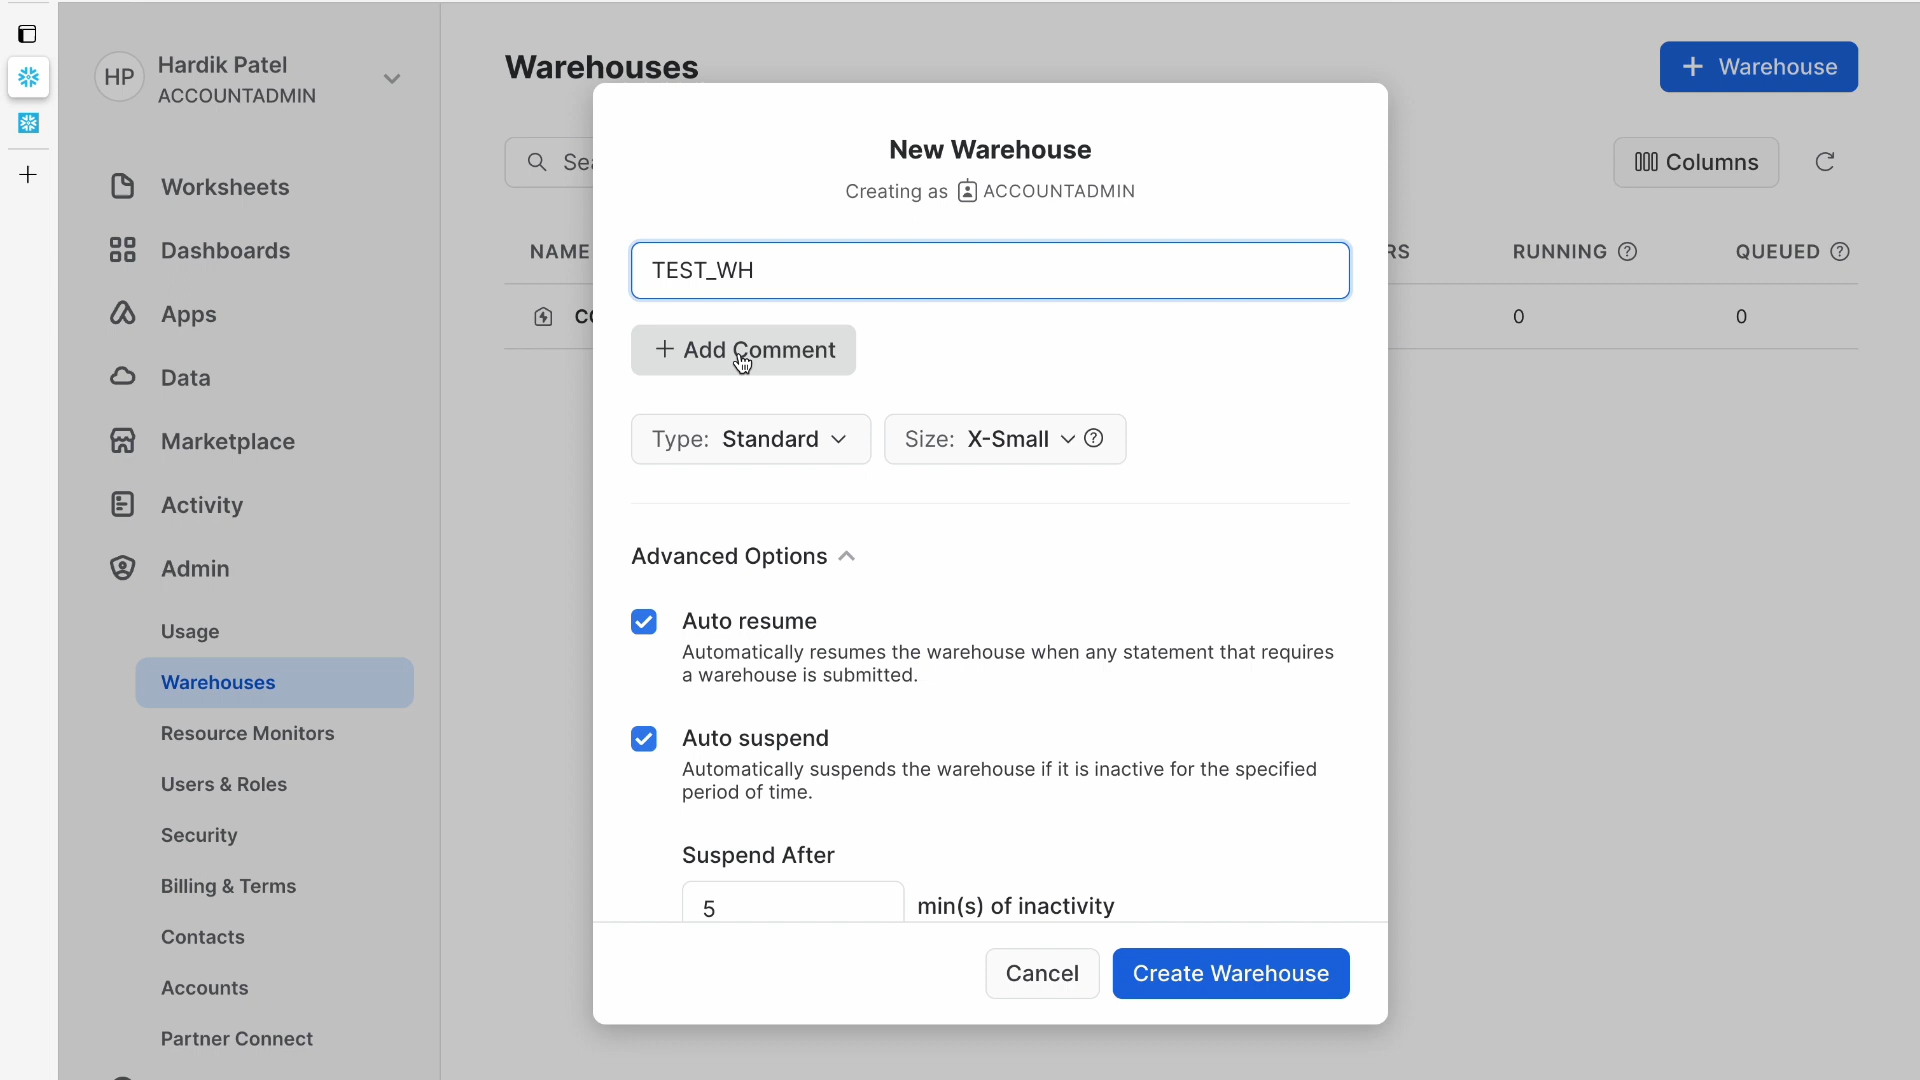 HP
Hardik Patel
ACCOUNTADMIN
Worksheets
Dashboards
Apps
Data
Marketplace
Activity
Admin
Usage
Warehouses
Resource Monitors
Users & Roles
Security
Billing & Terms
Contacts
Accounts
Partner Connect
Warehouses
+ Warehouse
Columns
NAME
RUNNING ?
QUEUED ?
0
0
New Warehouse
Creating as ACCOUNTADMIN
TEST_WH
+ Add Comment
Type: Standard
Size: X-Small ?
Advanced Options
Auto resume
Automatically resumes the warehouse when any statement that requires
a warehouse is submitted.
Auto suspend
Automatically suspends the warehouse if it is inactive for the specified
period of time.
Suspend After
5 min(s) of inactivity
Cancel
Create Warehouse